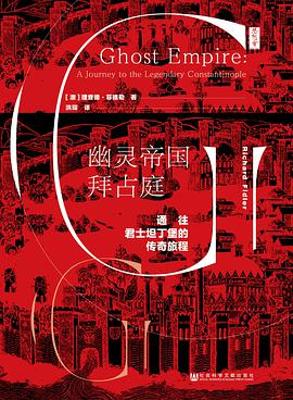 Ghost Empire:
A Journey to the Legendary Constantinople
[澳]理查德·菲德勒 著
洪琛 译
幽灵帝国
拜占庭
通往
君士坦丁堡的
传奇旅程
Richard Fidler
社会科学文献出版社